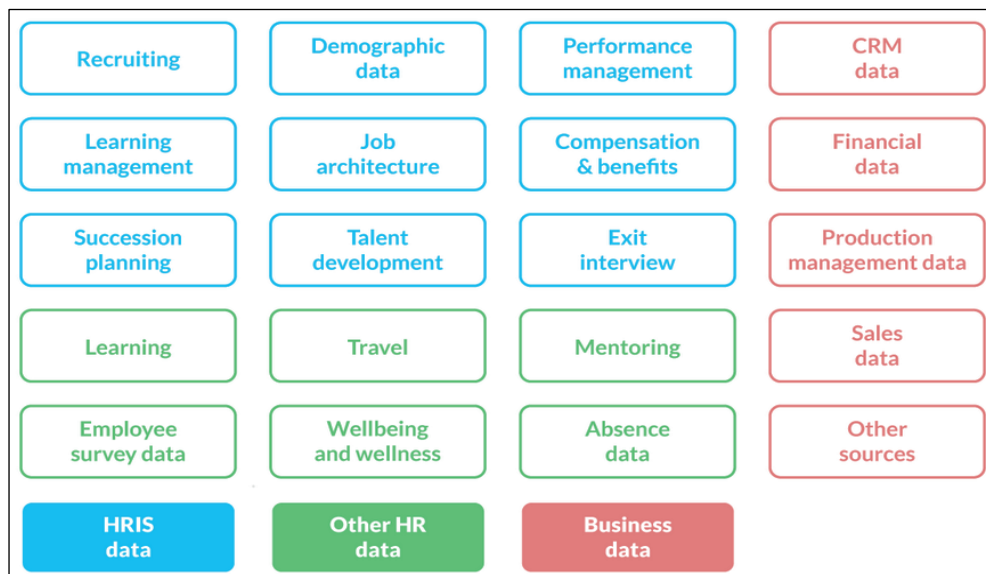 Recruiting
Demographic
data
Performance
management
CRM
data
Learning
management
Job
architecture
Compensation
& benefits
Financial
data
Succession
planning
Talent
development
Exit
interview
Production
management data
Learning
Travel
Mentoring
Sales
data
Employee
survey data
Wellbeing
and wellness
Absence
data
Other
sources
HRIS
data
Other HR
data
Business
data